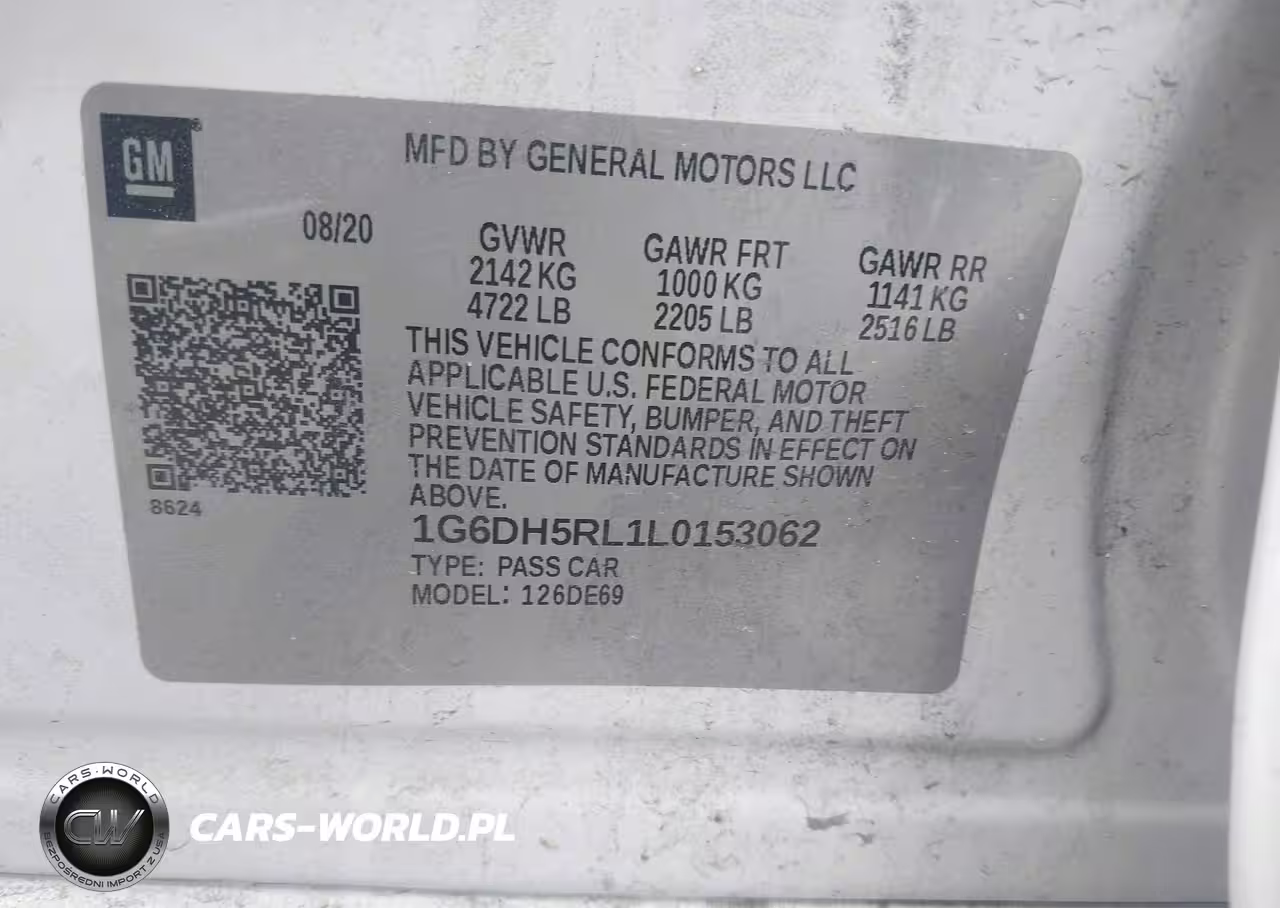 GM
MFD BY GENERAL MOTORS LLC
08/20
GVWR GAWR FRT GAWR RR
2142 KG 1000 KG 1141 KG
4722 LB 2205 LB 2516 LB
THIS VEHICLE CONFORMS TO ALL
APPLICABLE U.S. FEDERAL MOTOR
VEHICLE SAFETY, BUMPER, AND THEFT
PREVENTION STANDARDS IN EFFECT ON
THE DATE OF MANUFACTURE SHOWN
ABOVE.
8624
1G6DH5RL1L0153062
TYPE: PASS CAR
MODEL: 126DE69
CARS-WORLD
CW
BEZPOŚREDNI IMPORT Z USA
CARS-WORLD.PL